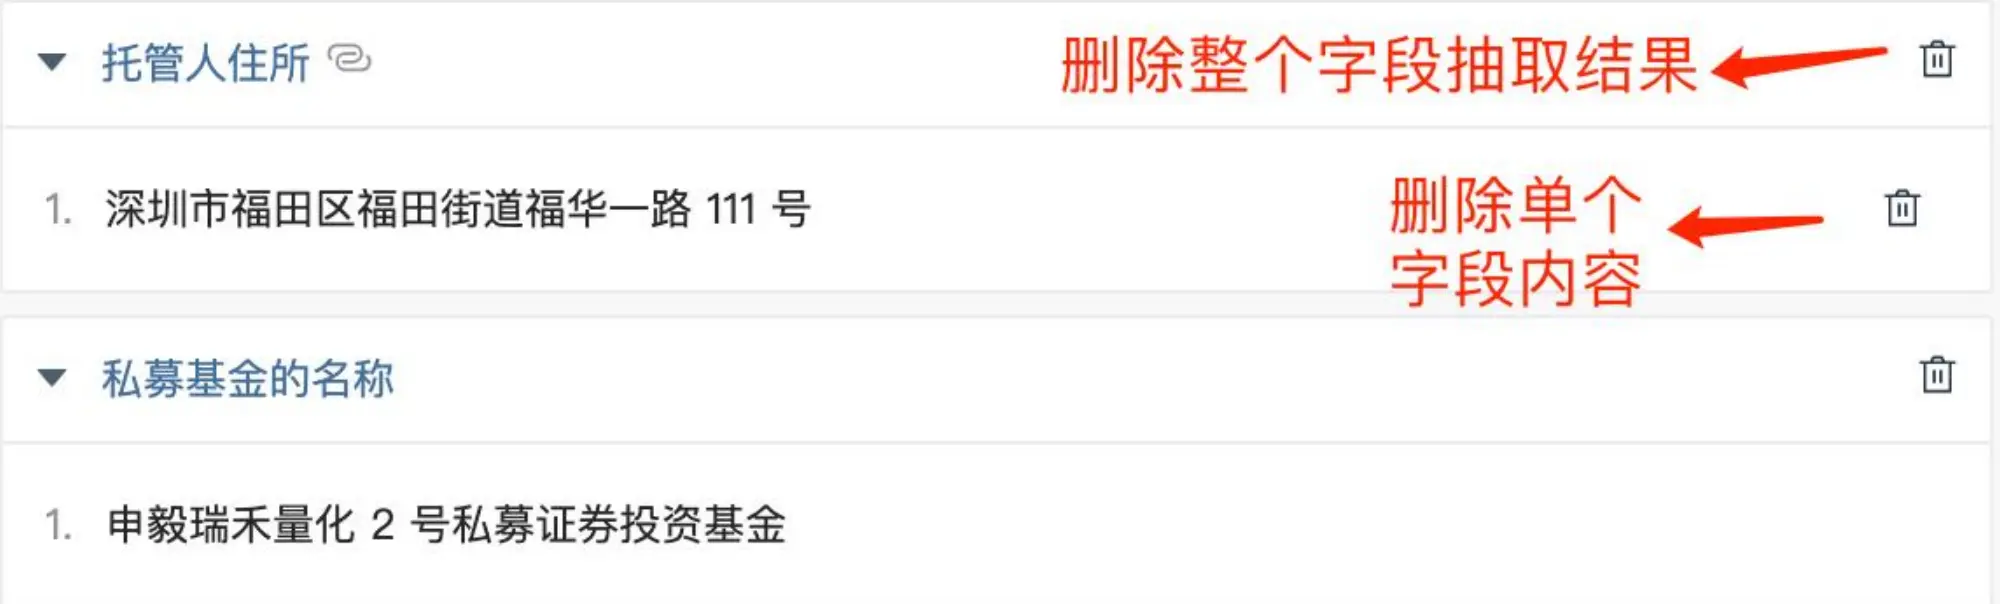 托管人住所
删除整个字段抽取结果
1. 深圳市福田区福田街道福华一路 111 号
删除单个
字段内容
私募基金的名称
1. 申毅瑞禾量化 2 号私募证券投资基金